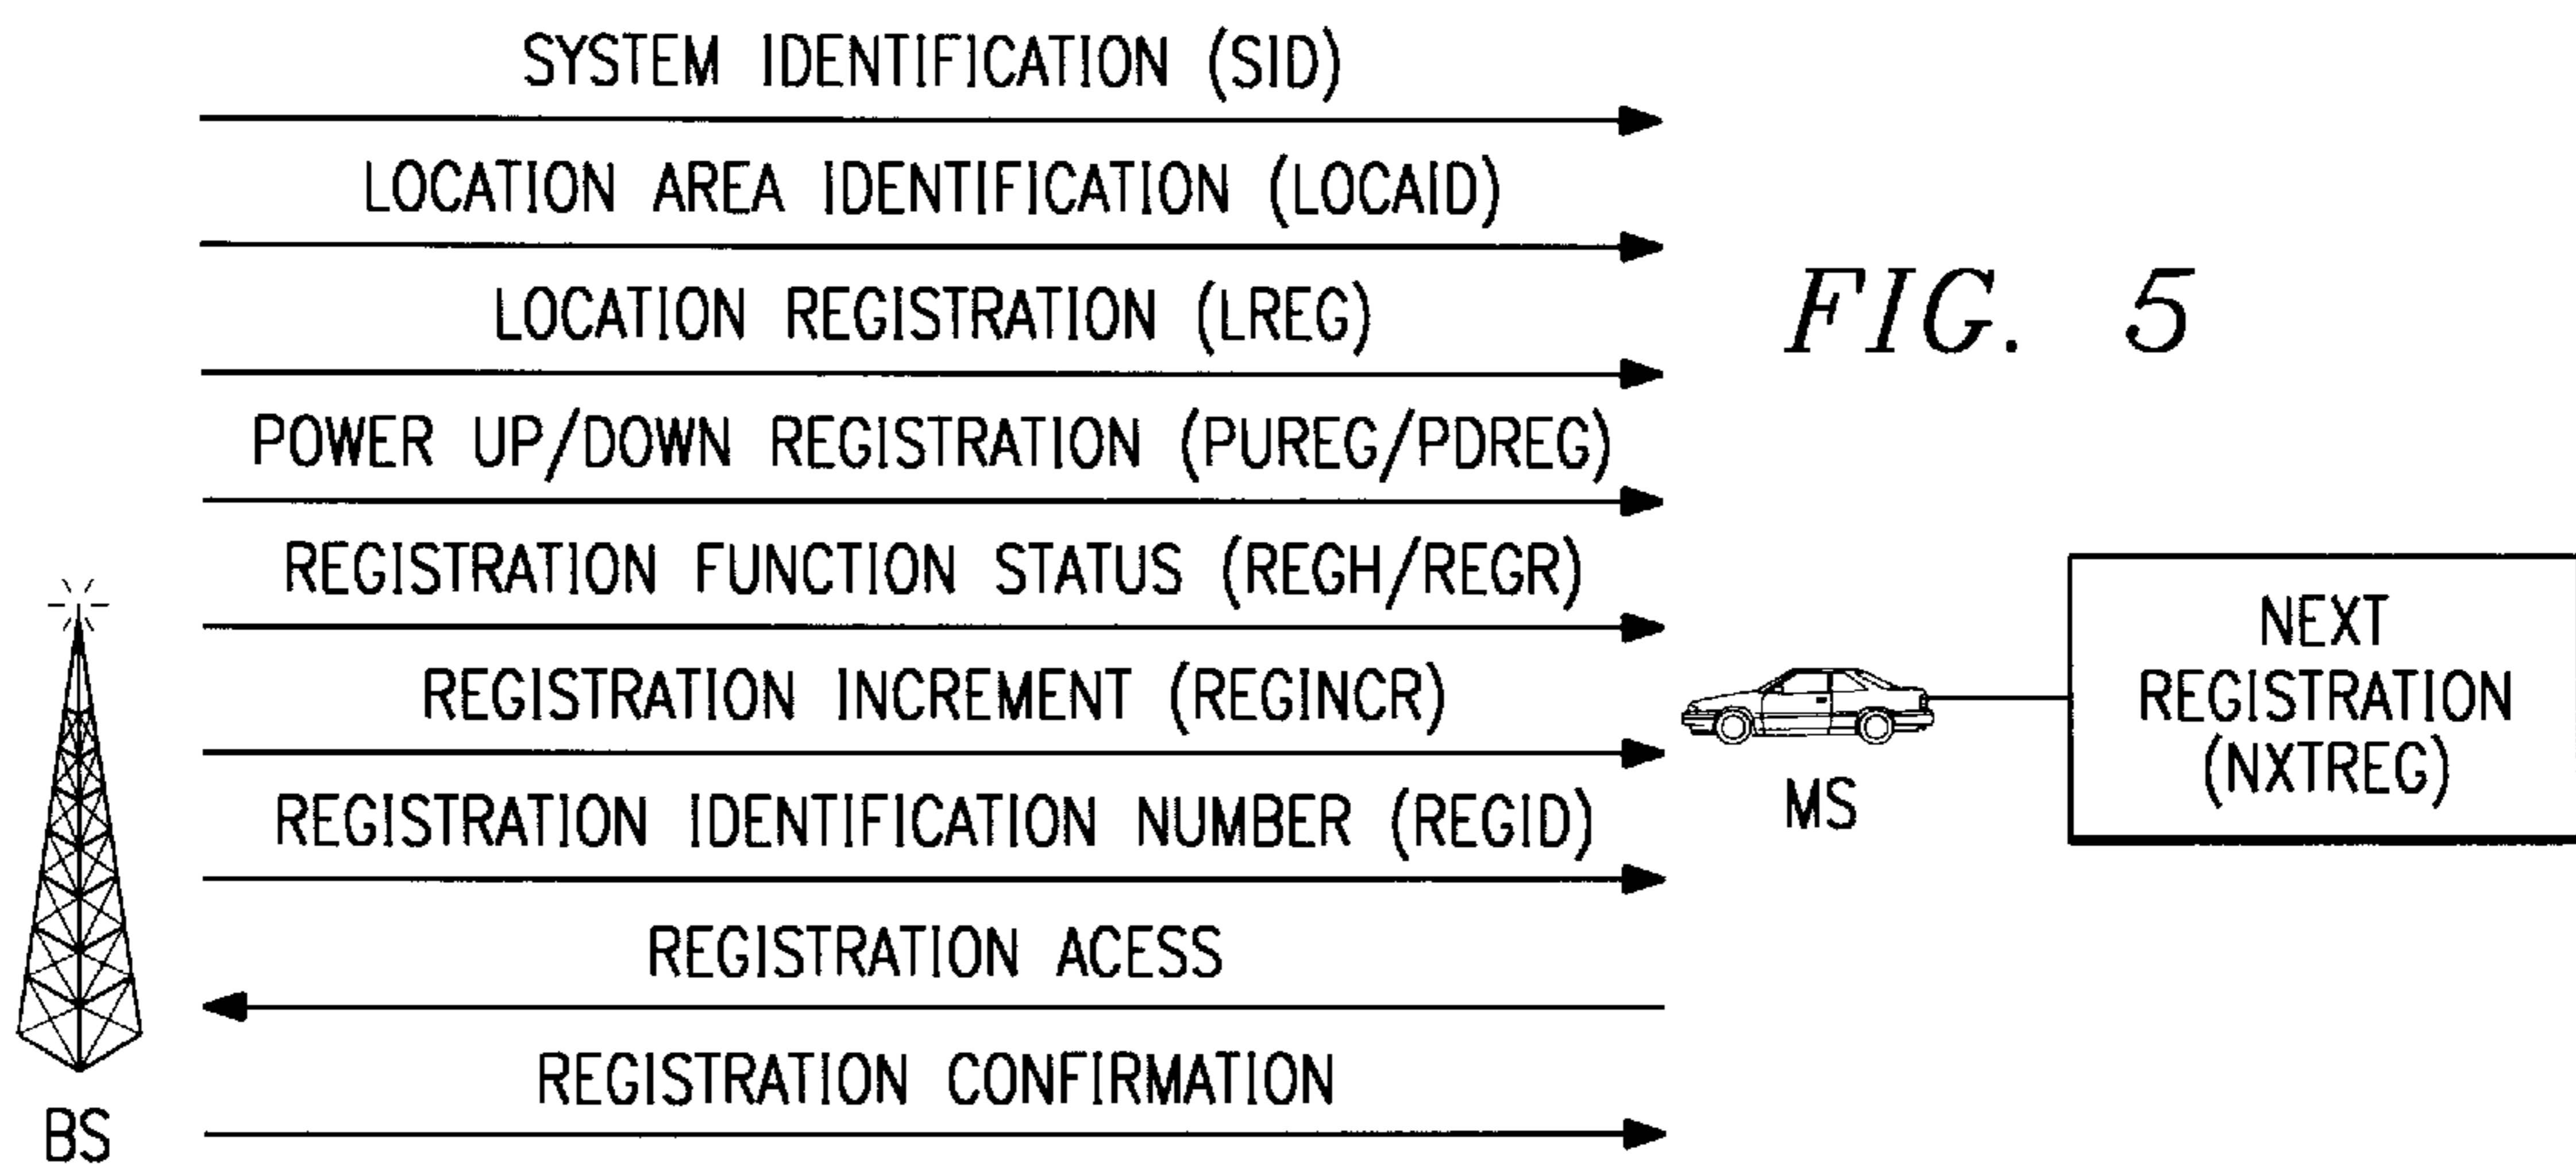 SYSTEM IDENTIFICATION (SID)
LOCATION AREA IDENTIFICATION (LOCAID)
LOCATION REGISTRATION (LREG)
FIG. 5
POWER UP/DOWN REGISTRATION (PUREG/PDREG)
REGISTRATION FUNCTION STATUS (REGH/REGR)
REGISTRATION INCREMENT (REGINCR)
REGISTRATION IDENTIFICATION NUMBER (REGID)
REGISTRATION ACESS
REGISTRATION CONFIRMATION
BS
MS
NEXT
REGISTRATION
(NXTREG)